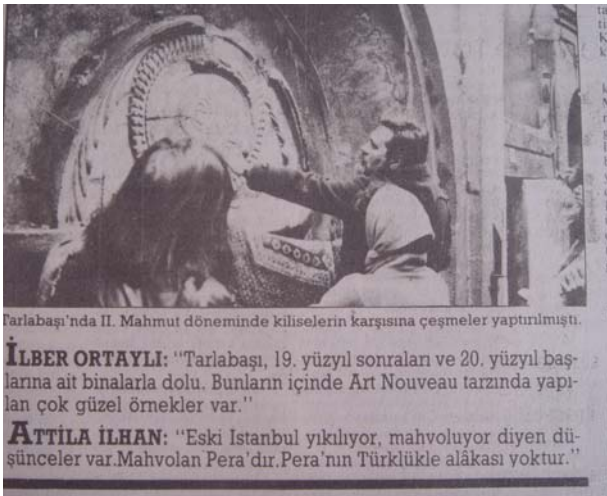 Tarlabaşı'nda II. Mahmut döneminde kiliselerin karşısına çeşmeler yaptırılmıştı.
İLBER ORTAYLI: "Tarlabaşı, 19. yüzyıl sonraları ve 20. yüzyıl baş-
larına ait binalarla dolu. Bunların içinde Art Nouveau tarzında yapı-
lan çok güzel örnekler var."
ATTİLA İLHAN: "Eski Istanbul yıkılıyor, mahvoluyor diyen dü-
şünceler var.Mahvolan Pera'dır.Pera'nın Türklükle alâkası yoktur."